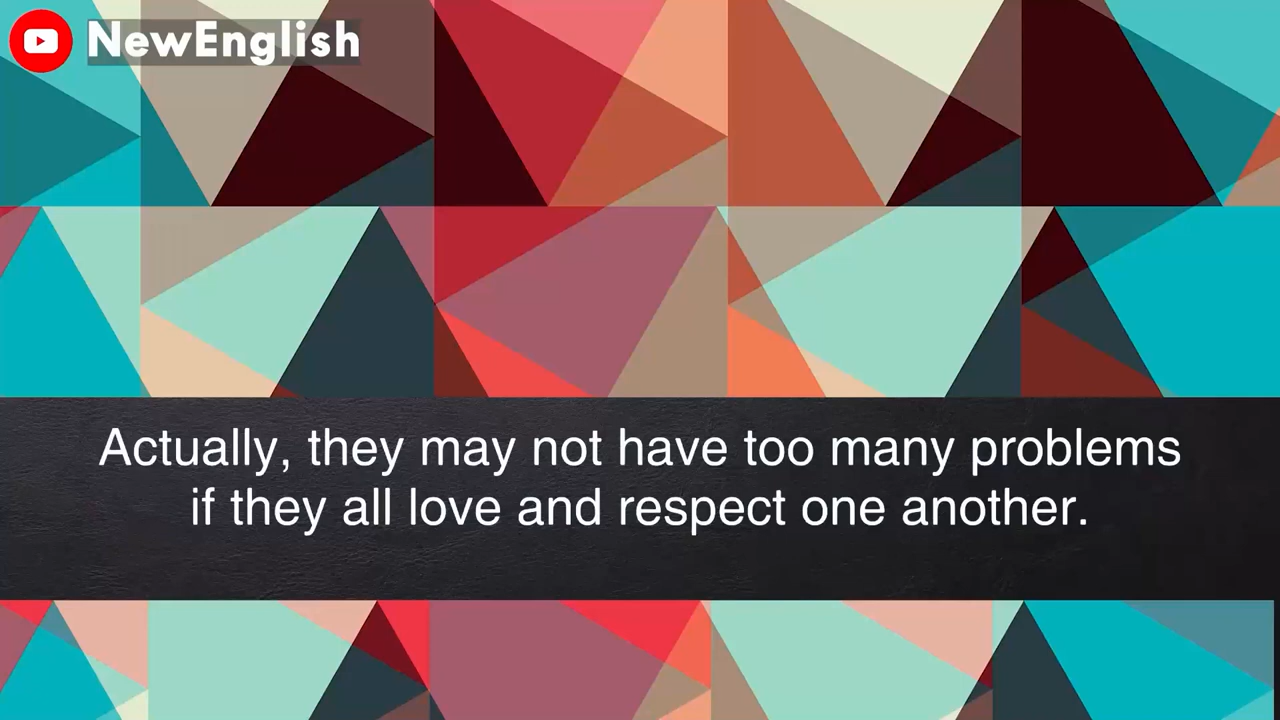 NewEnglish
Actually, they may not have too many problems
if they all love and respect one another.